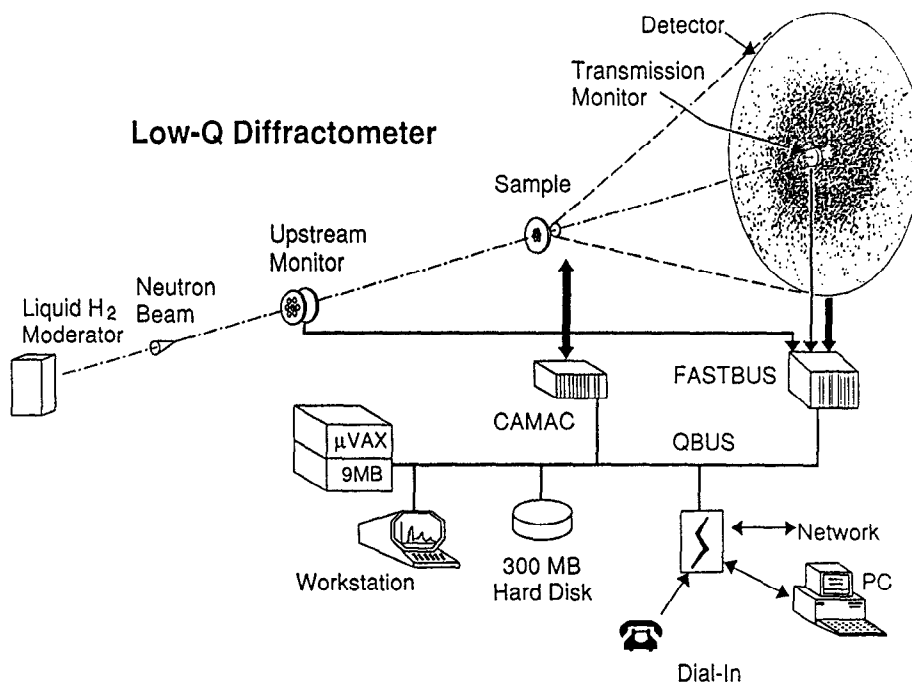 Detector
Transmission
Monitor
Low-Q Diffractometer
Sample
Upstream
Monitor
Neutron
Beam
Liquid H₂
Moderator
FASTBUS
CAMAC
QBUS
μVAX
9MB
Network
Workstation
300 MB
Hard Disk
PC
Dial-In